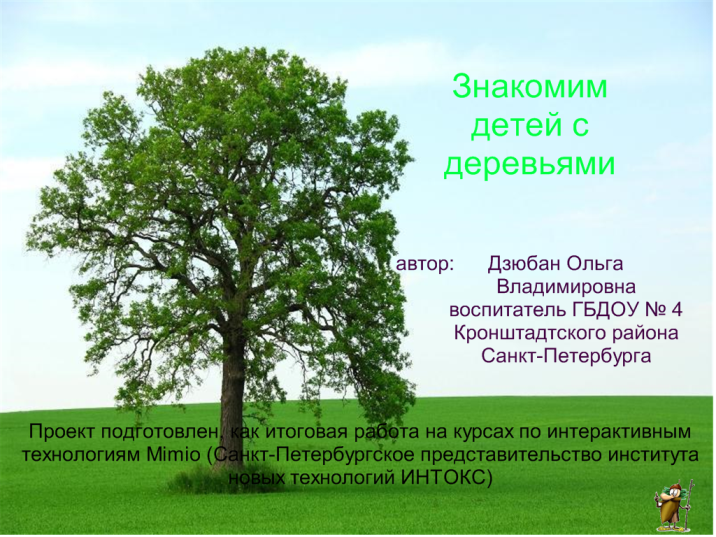 Знакомим
детей с
деревьями
автор: Дзюбан Ольга
Владимировна
воспитатель ГБДОУ № 4
Кронштадтского района
Санкт-Петербурга
Проект подготовлен, как итоговая работа на курсах по интерактивным
технологиям Mimio (Санкт-Петербургское представительство института
новых технологий ИНТОКС)